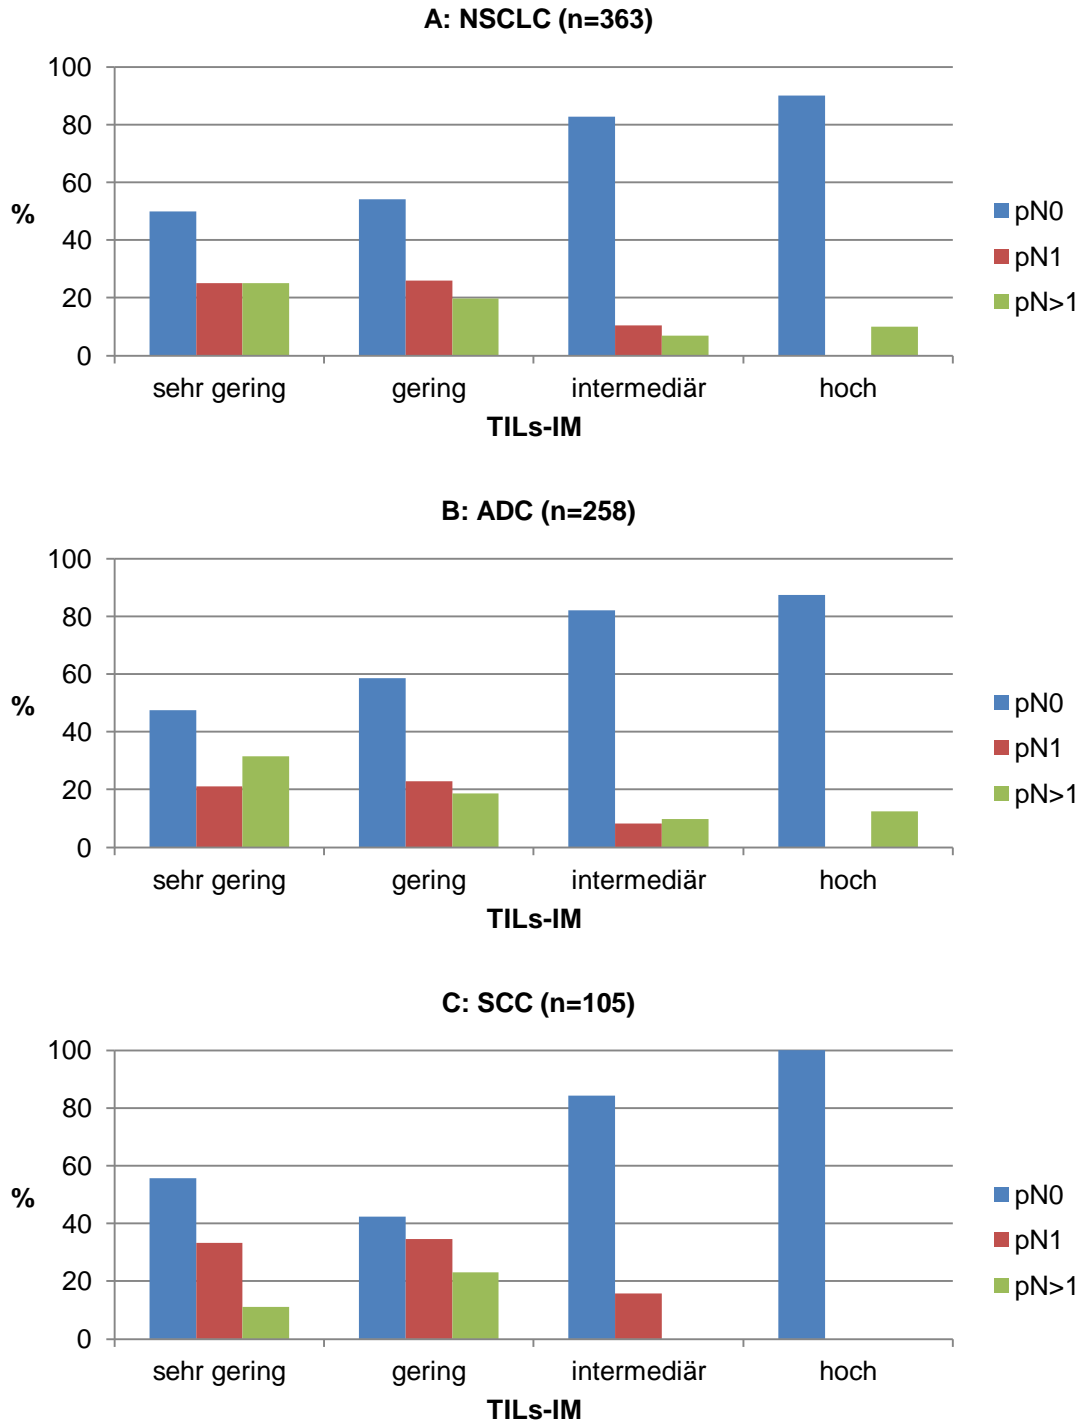 A: NSCLC (n=363)
100
80
60
40
20
0
%
sehr gering gering intermediär hoch
TILs-IM
pN0
pN1
pN>1
B: ADC (n=258)
100
80
60
40
20
0
%
sehr gering gering intermediär hoch
TILs-IM
pN0
pN1
pN>1
C: SCC (n=105)
100
80
60
40
20
0
%
sehr gering gering intermediär hoch
TILs-IM
pN0
pN1
pN>1